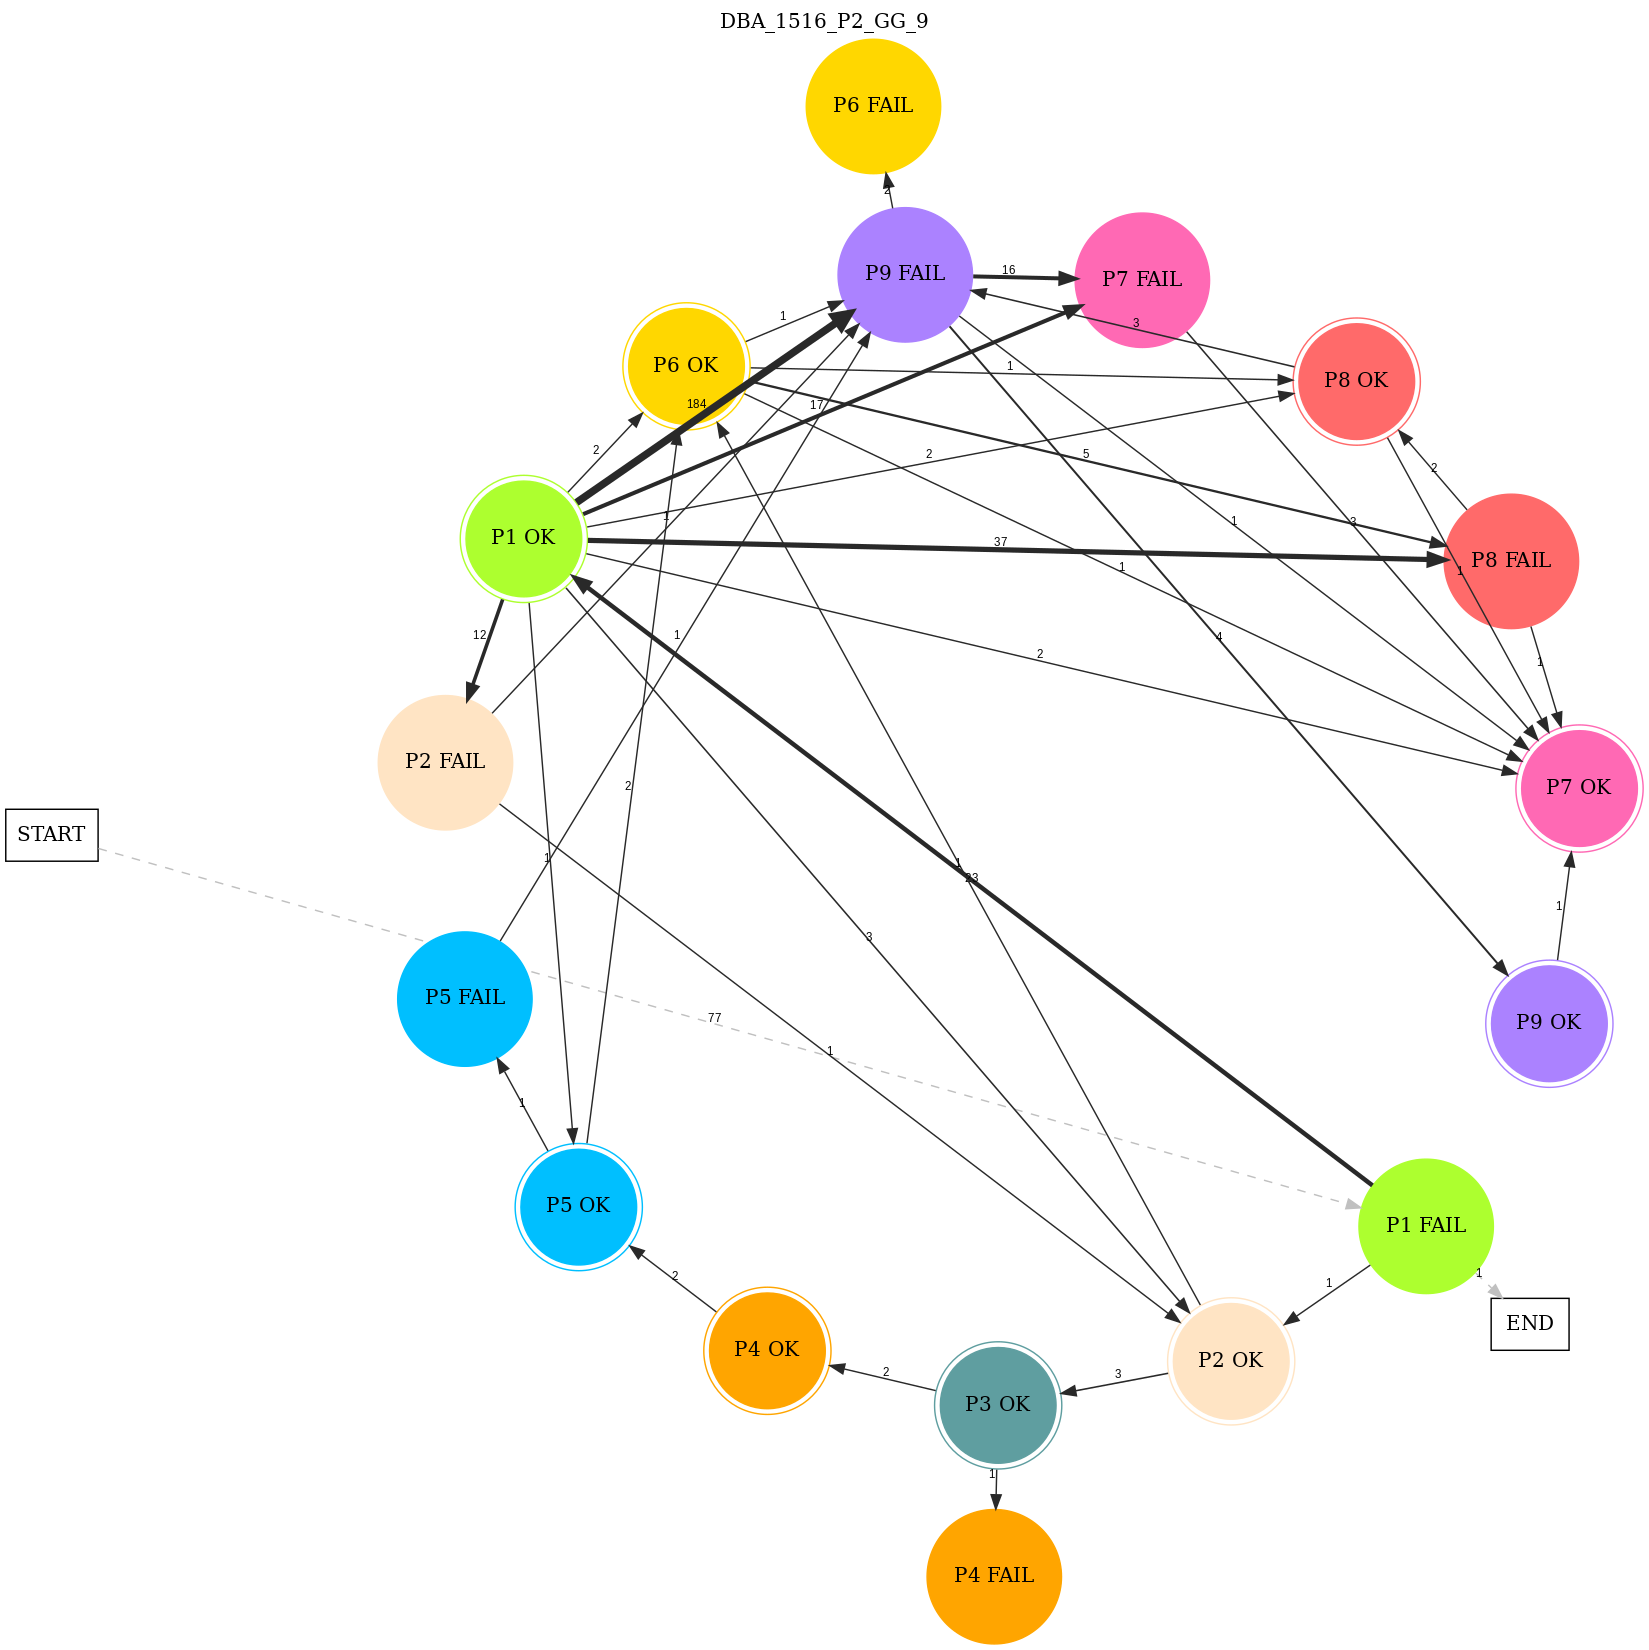 DBA_1516_P2_GG_9
P6 FAIL
2
P9 FAIL
16
P7 FAIL
1
3
P6 OK
1
P8 OK
184
17
2
2
5
2
1
1
3
P1 OK
37
P8 FAIL
1
1
12
1
4
2
1
P2 FAIL
2
P7 OK
START
1
1
23
1
3
P5 FAIL
77
P9 OK
1
1
P5 OK
P1 FAIL
2
1
1
END
P4 OK
2
P3 OK
3
P2 OK
1
P4 FAIL